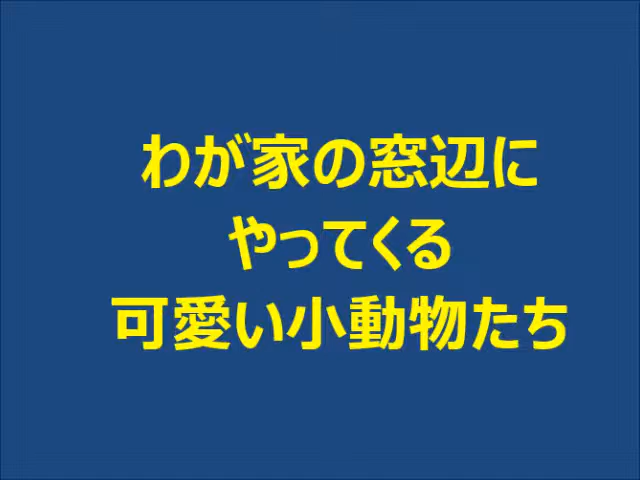 わが家の窓辺に
やってくる
可愛い小動物たち